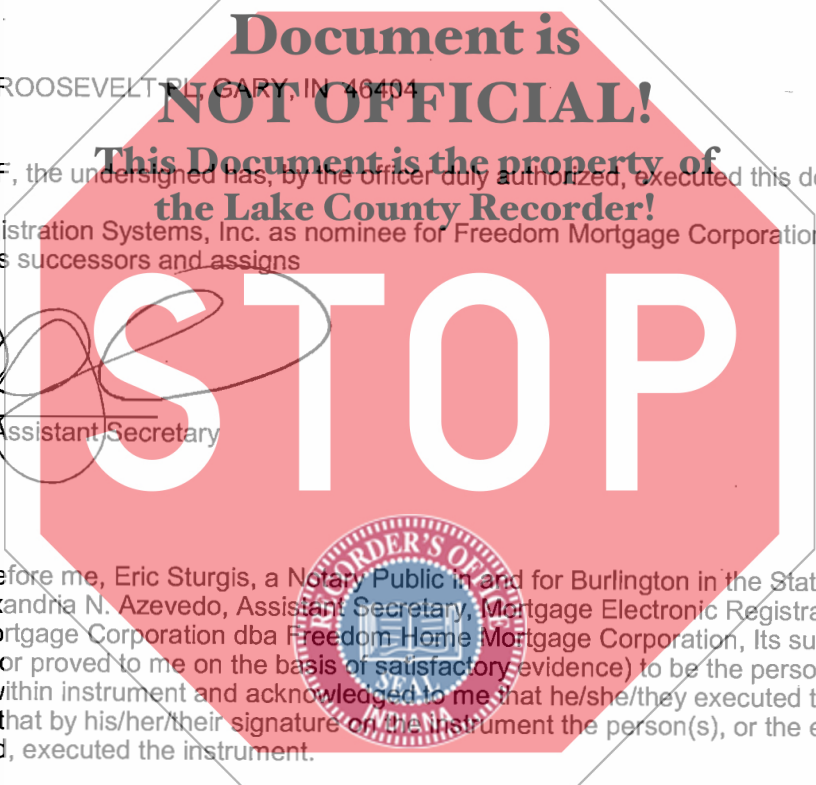 Document is
ROOSEVELT PL, GARY, IN 46404
NOT OFFICIAL!
This Document is the property of
, the undersigned has, by the officer duly authorized, executed this d
the Lake County Recorder!
istration Systems, Inc. as nominee for Freedom Mortgage Corporation
s successors and assigns
STOP
Assistant Secretary
RECORDER'S OFFICE
efore me, Eric Sturgis, a Notary Public in and for Burlington in the Stat
xandria N. Azevedo, Assistant Secretary, Mortgage Electronic Registra
ortgage Corporation dba Freedom Home Mortgage Corporation, Its su
or proved to me on the basis of satisfactory evidence) to be the perso
SEAL
within instrument and acknowledged to me that he/she/they executed t
INDIANA
that by his/her/their signature on the instrument the person(s), or the e
d, executed the instrument.